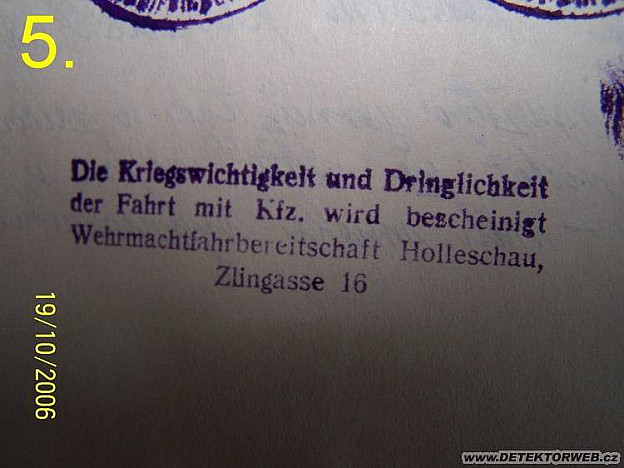 5.
Die Kriegswichtigkeit und Dringlichkeit
der Fahrt mit Kfz. wird bescheinigt
Wehrmachtfahrbereitschaft Holleschau,
Zlingasse 16
19/10/2006
www.DETEKTORWEB.cz